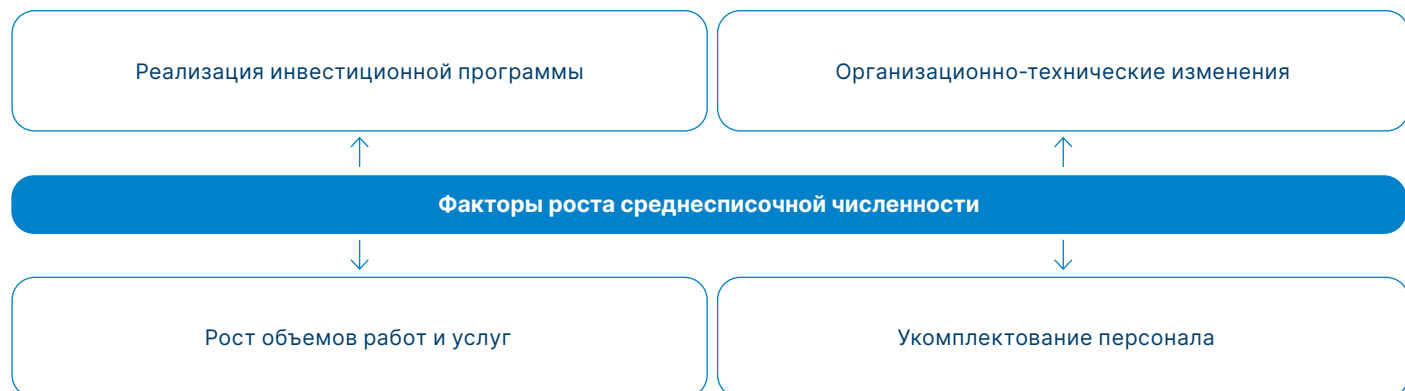 Реализация инвестиционной программы
Организационно-технические изменения
Факторы роста среднесписочной численности
Рост объемов работ и услуг
Укомплектование персонала